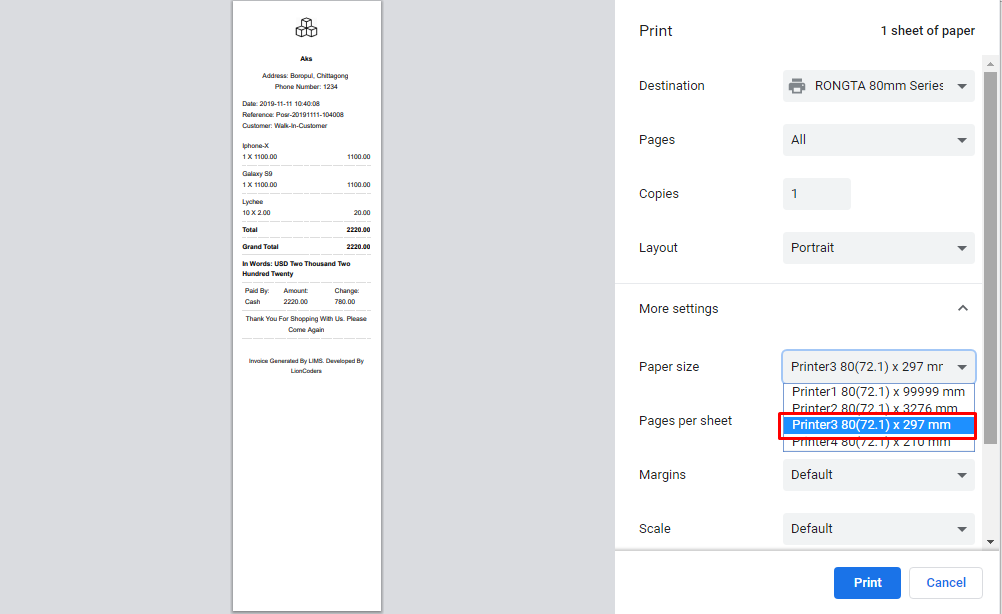 Aks
Address: Boropul, Chittagong
Phone Number: 1234
Date: 2019-11-11 10:40:08
Reference: Posr-20191111-104008
Customer: Walk-In-Customer
Iphone-X
1 X 1100.00 1100.00
Galaxy S9
1 X 1100.00 1100.00
Lychee
10 X 2.00 20.00
Total 2220.00
Grand Total 2220.00
In Words: USD Two Thousand Two
Hundred Twenty
Paid By: Amount: Change:
Cash 2220.00 780.00
Thank You For Shopping With Us. Please
Come Again
Invoice Generated By LIMS. Developed By
LionCoders
Print 1 sheet of paper
Destination RONGTA 80mm Series
Pages All
Copies 1
Layout Portrait
More settings
Paper size Printer3 80(72.1) x 297 mr
Printer1 80(72.1) x 99999 mm
Printer2 80(72.1) x 3276 mm
Printer3 80(72.1) x 297 mm
Printer4 80(72.1) x 210 mm
Pages per sheet
Margins Default
Scale Default
Print Cancel